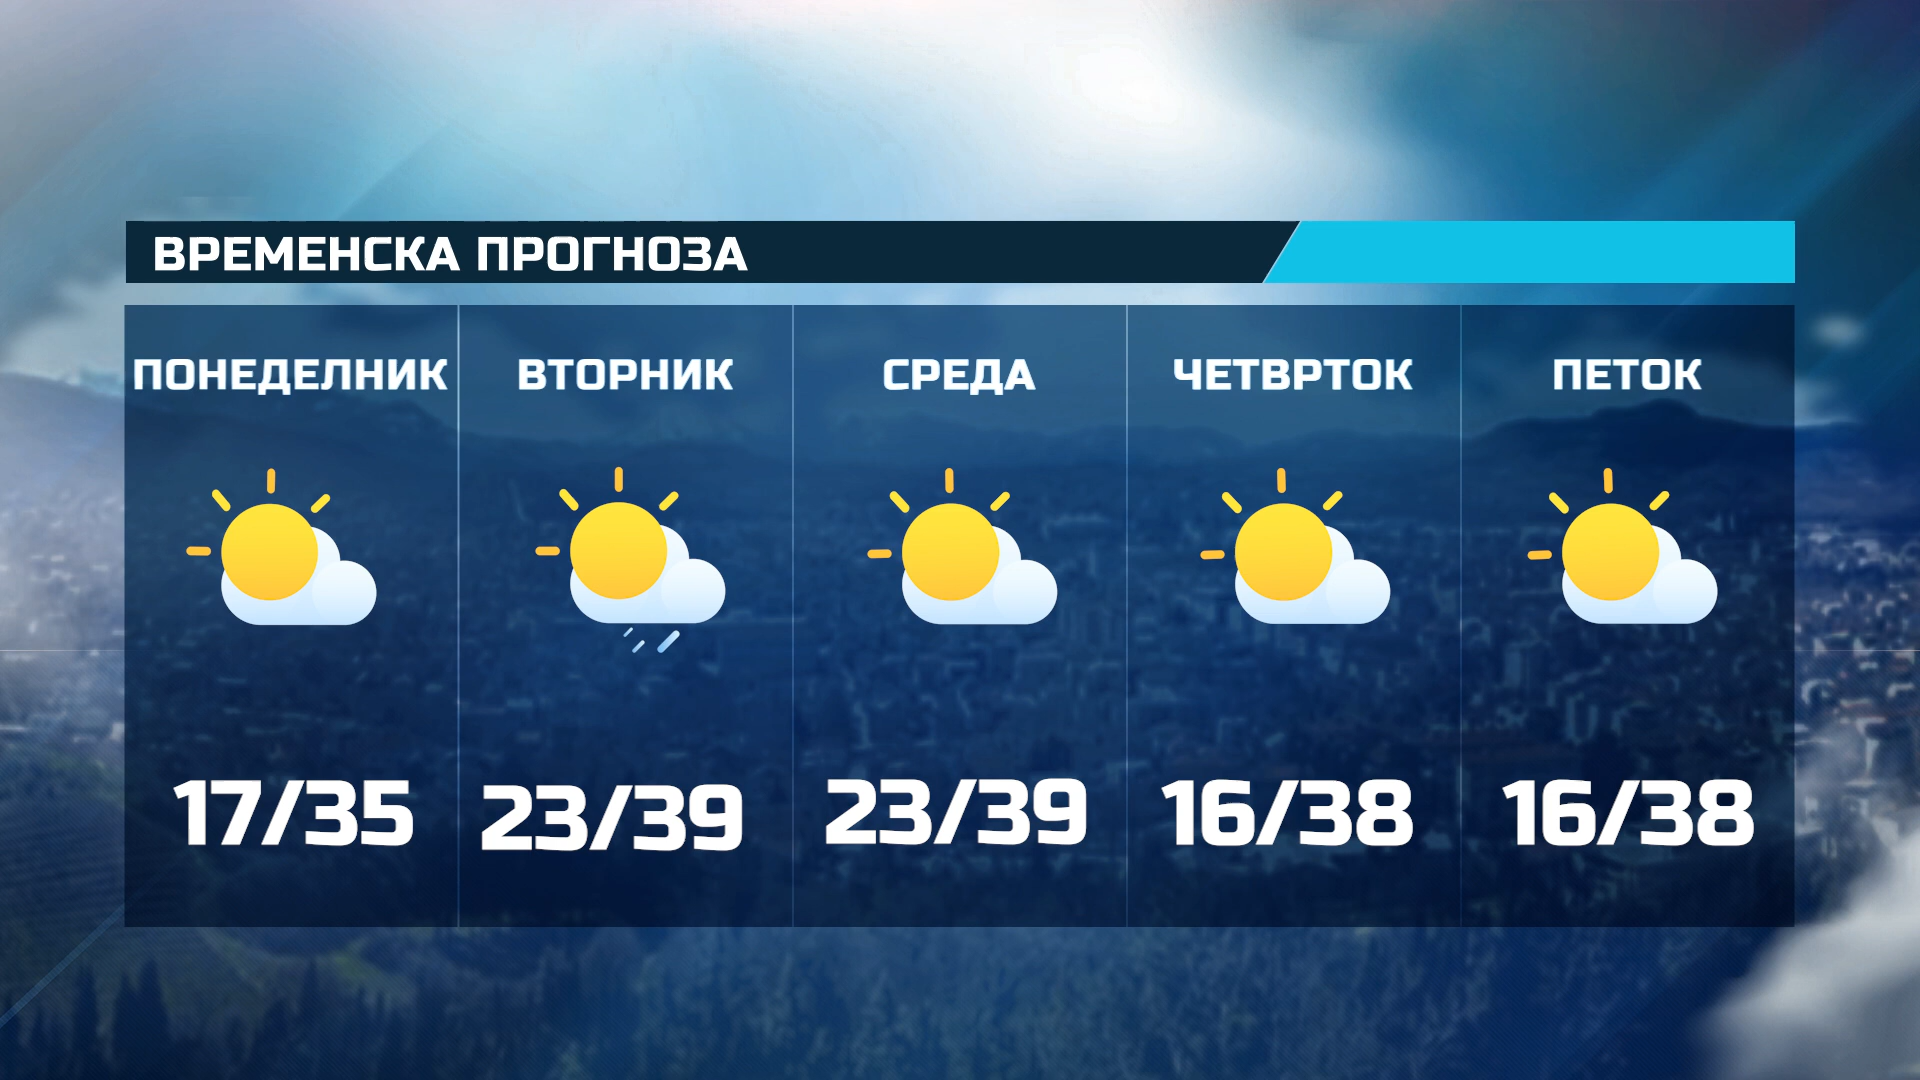 ВРЕМЕНСКА ПРОГНОЗА
ПОНЕДЕЛНИК
ВТОРНИК
СРЕДА
ЧЕТВРТОК
ПЕТОК
17/35
23/39
23/39
16/38
16/38